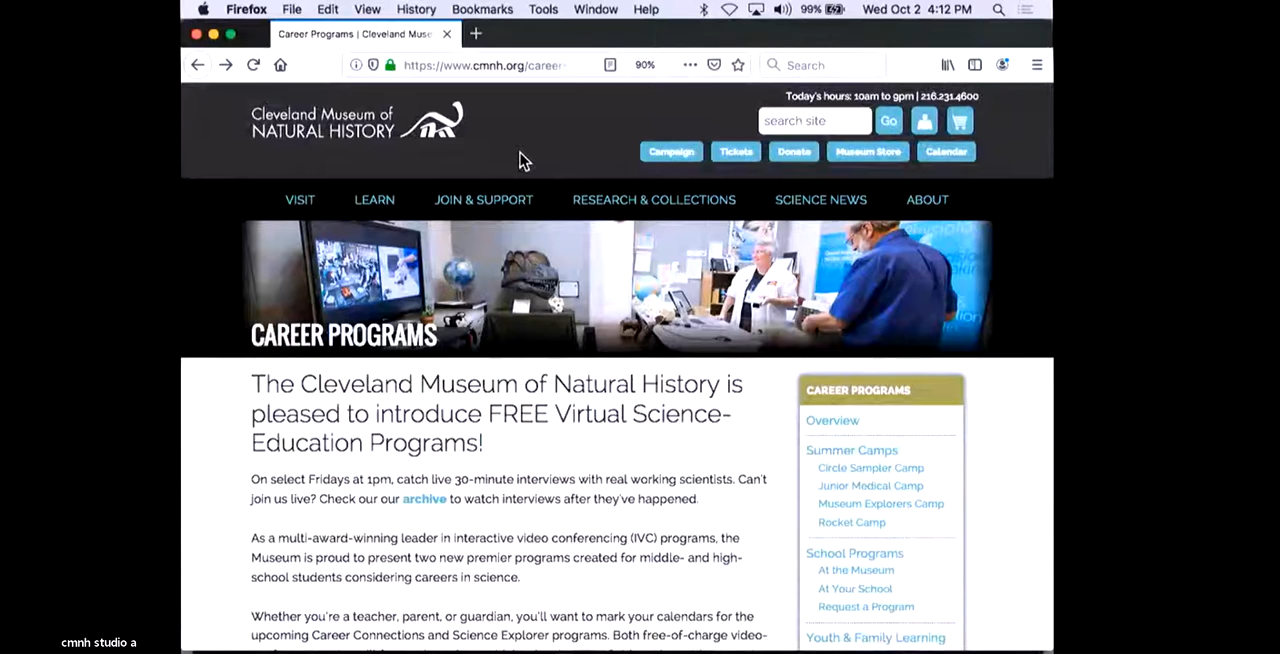 Firefox File Edit View History Bookmarks Tools Window Help 99% Wed Oct 2 4:12 PM
Career Programs | Cleveland Muse
https://www.cmnh.org/career- 90% Search
Today's hours: 10am to 9pm | 216.231.4600
Cleveland Museum of
NATURAL HISTORY
search site Go
Campaign Tickets Donate Museum Store Calendar
VISIT LEARN JOIN & SUPPORT RESEARCH & COLLECTIONS SCIENCE NEWS ABOUT
CAREER PROGRAMS
The Cleveland Museum of Natural History is
pleased to introduce FREE Virtual Science-
Education Programs!
On select Fridays at 1pm, catch live 30-minute interviews with real working scientists. Can't
join us live? Check our our archive to watch interviews after they've happened.
As a multi-award-winning leader in interactive video conferencing (IVC) programs, the
Museum is proud to present two new premier programs created for middle- and high-
school students considering careers in science.
Whether you're a teacher, parent, or guardian, you'll want to mark your calendars for the
upcoming Career Connections and Science Explorer programs. Both free-of-charge video-
CAREER PROGRAMS
Overview
Summer Camps
Circle Sampler Camp
Junior Medical Camp
Museum Explorers Camp
Rocket Camp
School Programs
At the Museum
At Your School
Request a Program
Youth & Family Learning
cmnh studio a